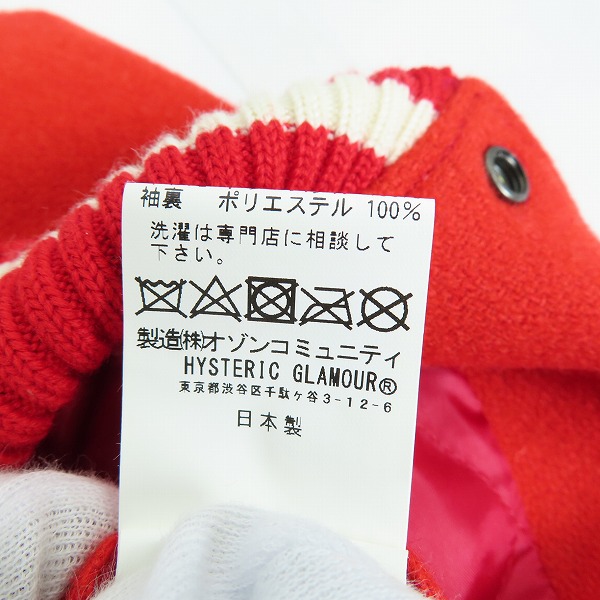 袖裏 ポリエステル 100%
洗濯は専門店に相談して
下さい。
製造㈱オゾンコミュニティ
HYSTERIC GLAMOUR®
東京都渋谷区千駄ヶ谷3-12-6
日本製